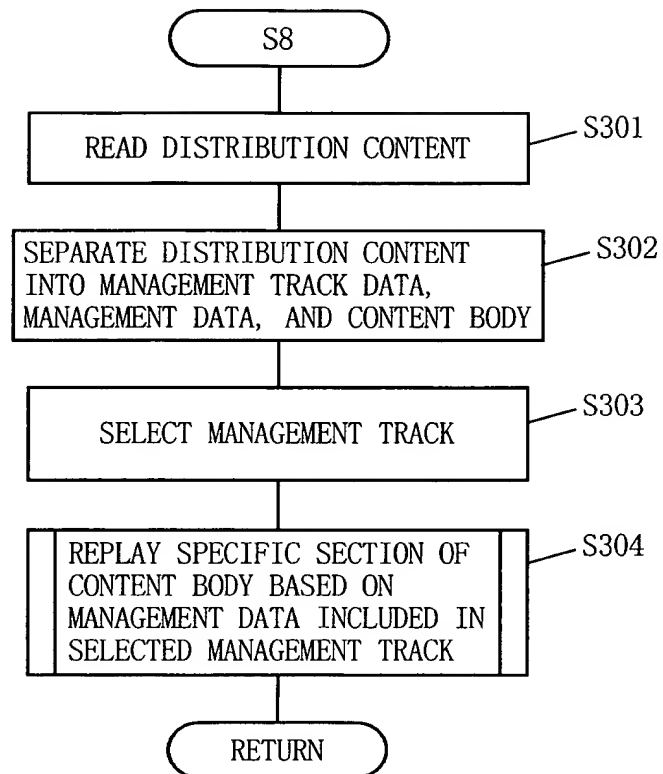 S8
READ DISTRIBUTION CONTENT
S301
SEPARATE DISTRIBUTION CONTENT
INTO MANAGEMENT TRACK DATA,
MANAGEMENT DATA, AND CONTENT BODY
S302
SELECT MANAGEMENT TRACK
S303
REPLAY SPECIFIC SECTION OF
CONTENT BODY BASED ON
MANAGEMENT DATA INCLUDED IN
SELECTED MANAGEMENT TRACK
S304
RETURN